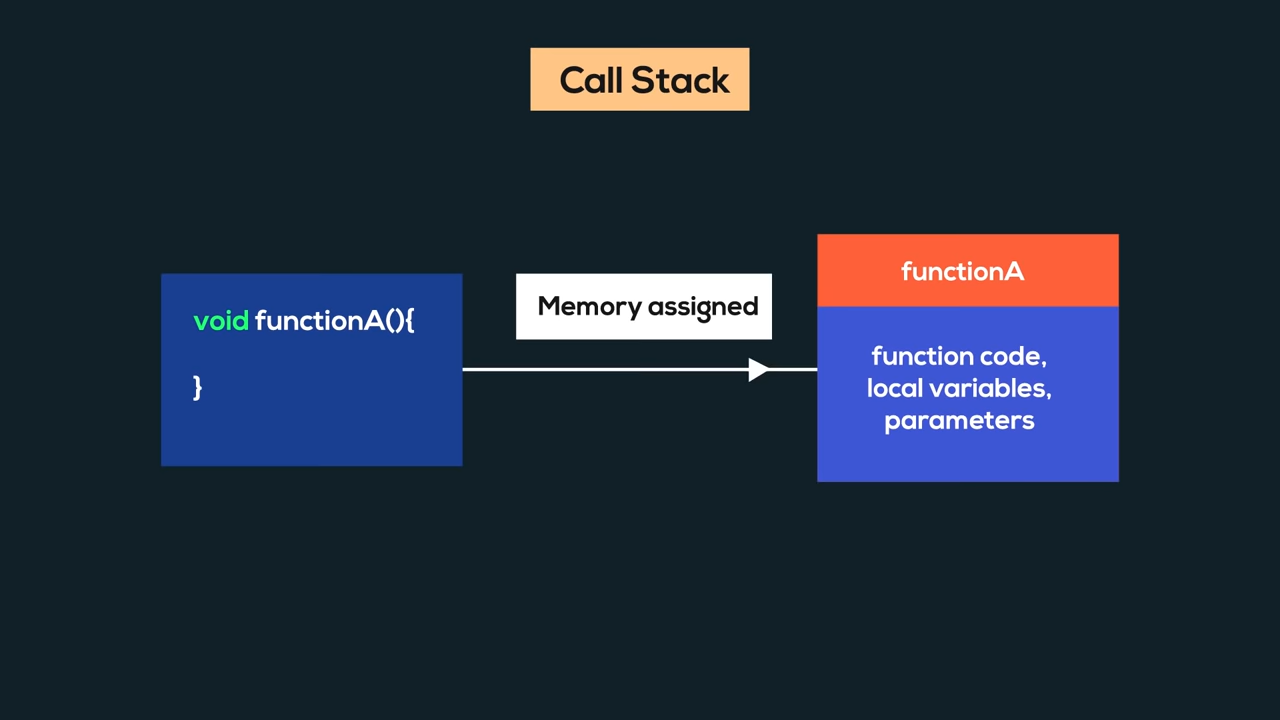 Call Stack
void functionA(){
}
Memory assigned
functionA
function code,
local variables,
parameters